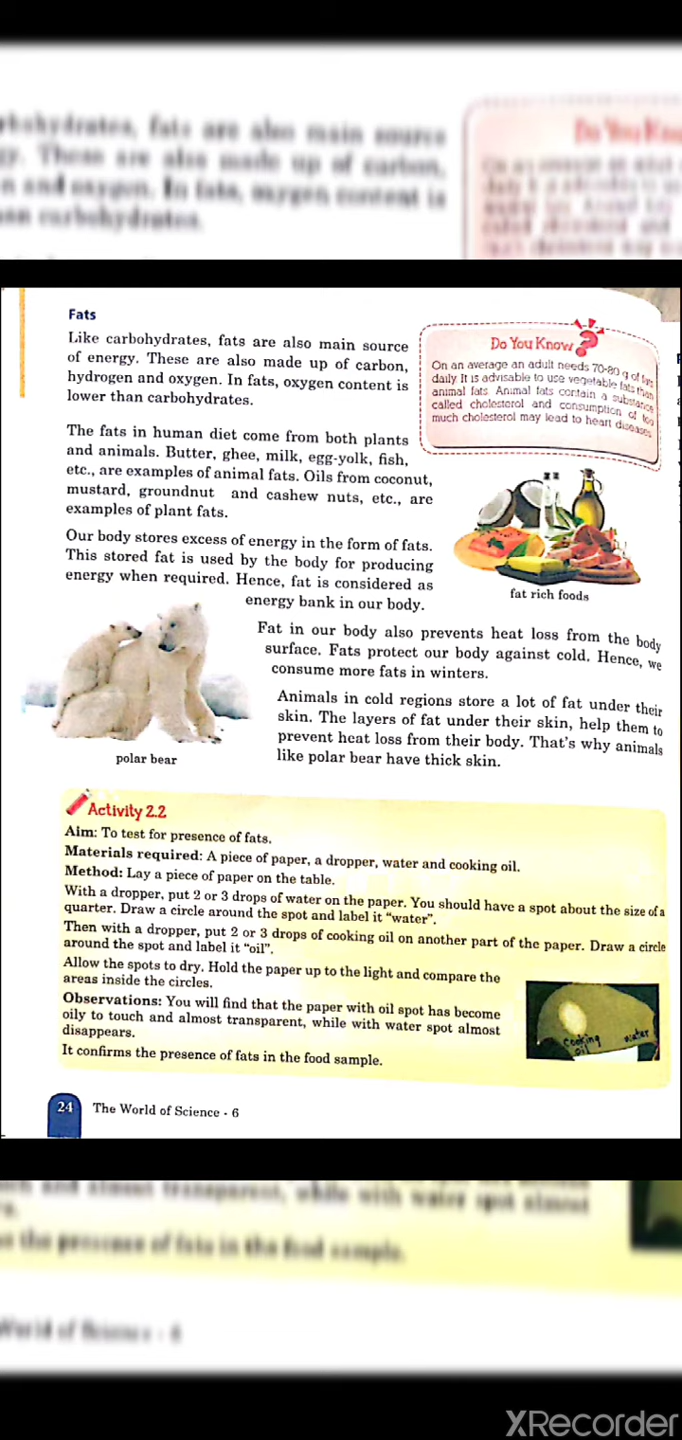 Fats
Like carbohydrates, fats are also main source
of energy. These are also made up of carbon,
hydrogen and oxygen. In fats, oxygen content is
lower than carbohydrates.
Do You Know ?
On an average an adult needs 70-80 g of fats
daily. It is advisable to use vegetable fats than
animal fats. Animal fats contain a substance
called cholesterol and consumption of too
much cholesterol may lead to heart diseases.
The fats in human diet come from both plants
and animals. Butter, ghee, milk, egg-yolk, fish,
etc., are examples of animal fats. Oils from coconut,
mustard, groundnut and cashew nuts, etc., are
examples of plant fats.
Our body stores excess of energy in the form of fats.
This stored fat is used by the body for producing
energy when required. Hence, fat is considered as
energy bank in our body.
fat rich foods
Fat in our body also prevents heat loss from the body
surface. Fats protect our body against cold. Hence, we
consume more fats in winters.
Animals in cold regions store a lot of fat under their
skin. The layers of fat under their skin, help them to
prevent heat loss from their body. That's why animals
like polar bear have thick skin.
polar bear
Activity 2.2
Aim: To test for presence of fats.
Materials required: A piece of paper, a dropper, water and cooking oil.
Method: Lay a piece of paper on the table.
With a dropper, put 2 or 3 drops of water on the paper. You should have a spot about the size of a
quarter. Draw a circle around the spot and label it "water".
Then with a dropper, put 2 or 3 drops of cooking oil on another part of the paper. Draw a circle
around the spot and label it "oil".
Allow the spots to dry. Hold the paper up to the light and compare the
areas inside the circles.
Observations: You will find that the paper with oil spot has become
oily to touch and almost transparent, while with water spot almost
disappears.
It confirms the presence of fats in the food sample.
Cooking
oil
water
24
The World of Science - 6
XRecorder